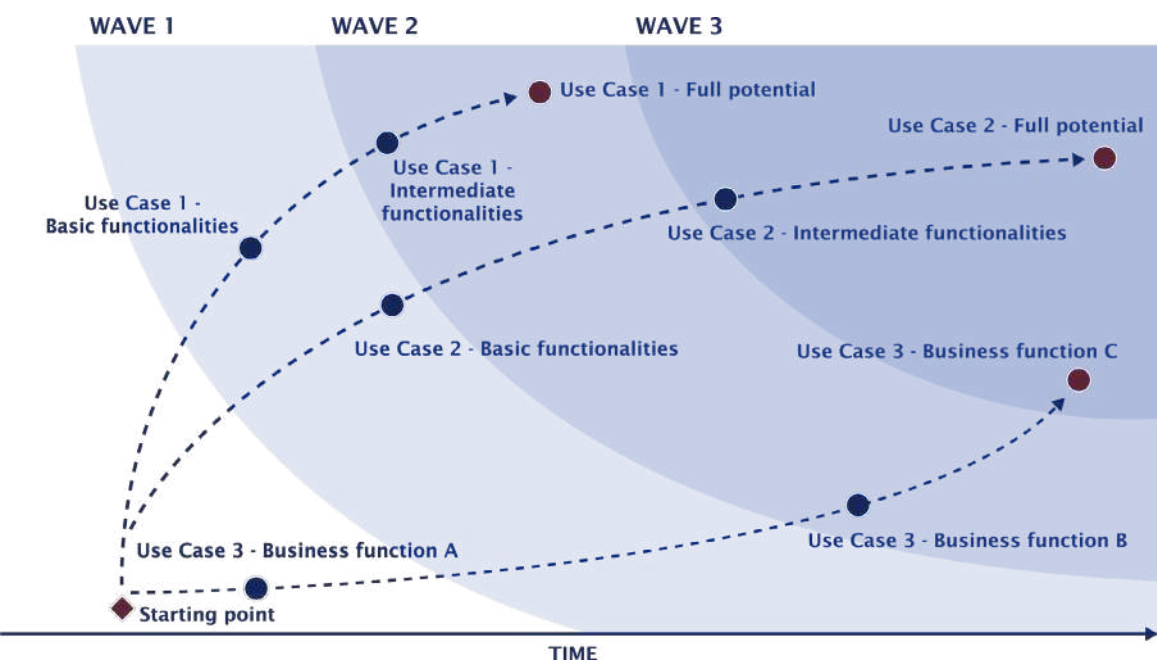 WAVE 1
WAVE 2
WAVE 3
Use Case 1 - Full potential
Use Case 2 - Full potential
Use Case 1 -
Intermediate
functionalities
Use Case 1 -
Basic functionalities
Use Case 2 - Intermediate functionalities
Use Case 2 - Basic functionalities
Use Case 3 - Business function C
Use Case 3 - Business function B
Use Case 3 - Business function A
Starting point
TIME